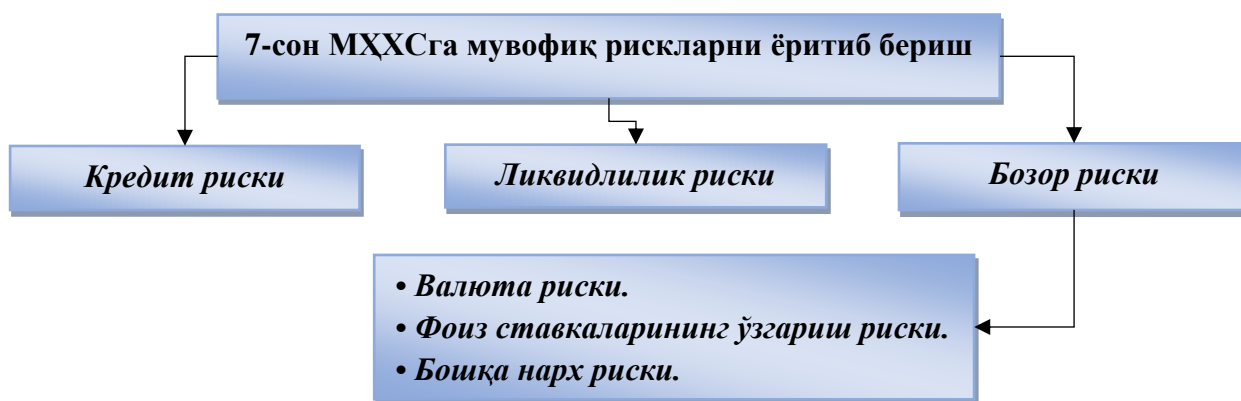 7-сон МҲХСга мувофиқ рискларни ёритиб бериш
Кредит риски
Ликвидлилик риски
Бозор риски
• Валюта риски.
• Фоиз ставкаларининг ўзгариш риски.
• Бошқа нарх риски.